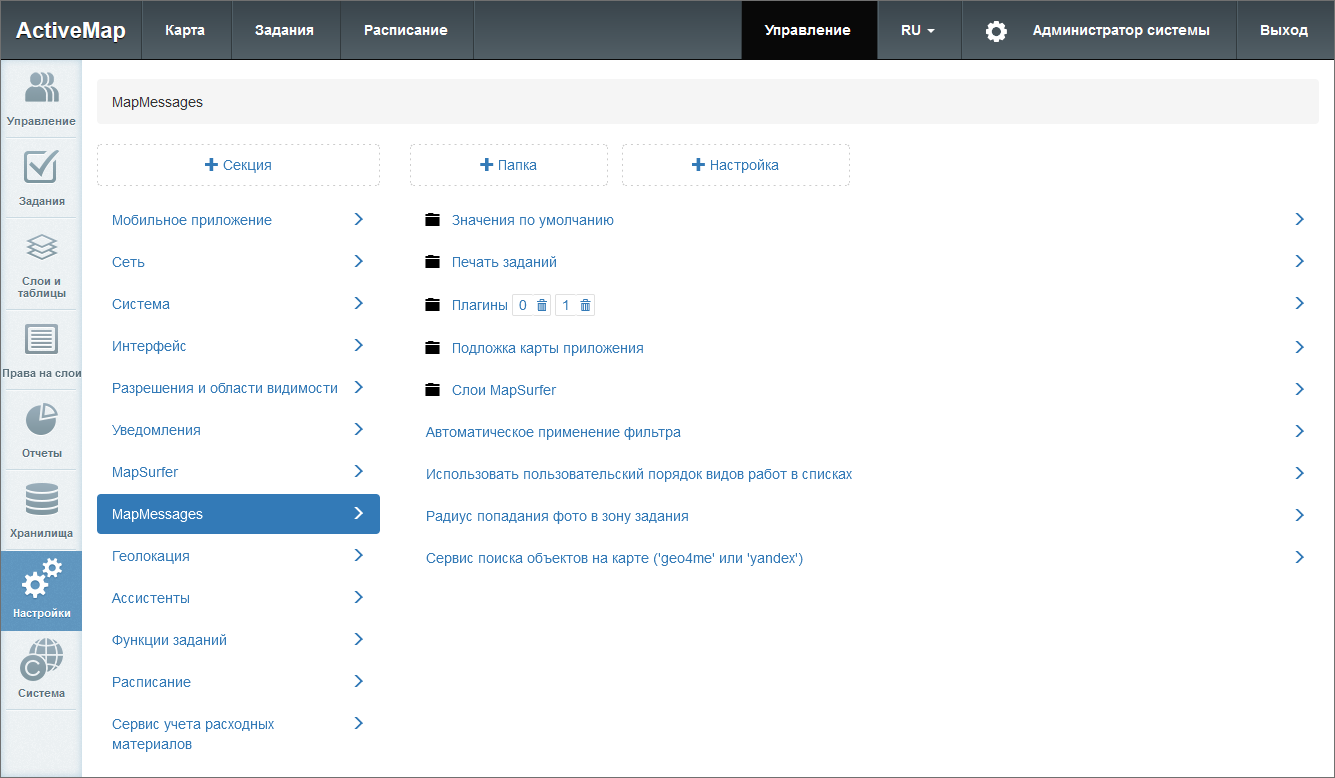 ActiveMap
Карта
Задания
Расписание
Управление
RU
Администратор системы
Выход
Управление
Задания
Слои и
таблицы
Права на слои
Отчеты
Хранилища
Настройки
Система
MapMessages
Секция
Папка
Настройка
Мобильное приложение
Сеть
Система
Интерфейс
Разрешения и области видимости
Уведомления
MapSurfer
MapMessages
Геолокация
Ассистенты
Функции заданий
Расписание
Сервис учета расходных
материалов
Значения по умолчанию
Печать заданий
Плагины 0 1
Подложка карты приложения
Слои MapSurfer
Автоматическое применение фильтра
Использовать пользовательский порядок видов работ в списках
Радиус попадания фото в зону задания
Сервис поиска объектов на карте ('geo4me' или 'yandex')